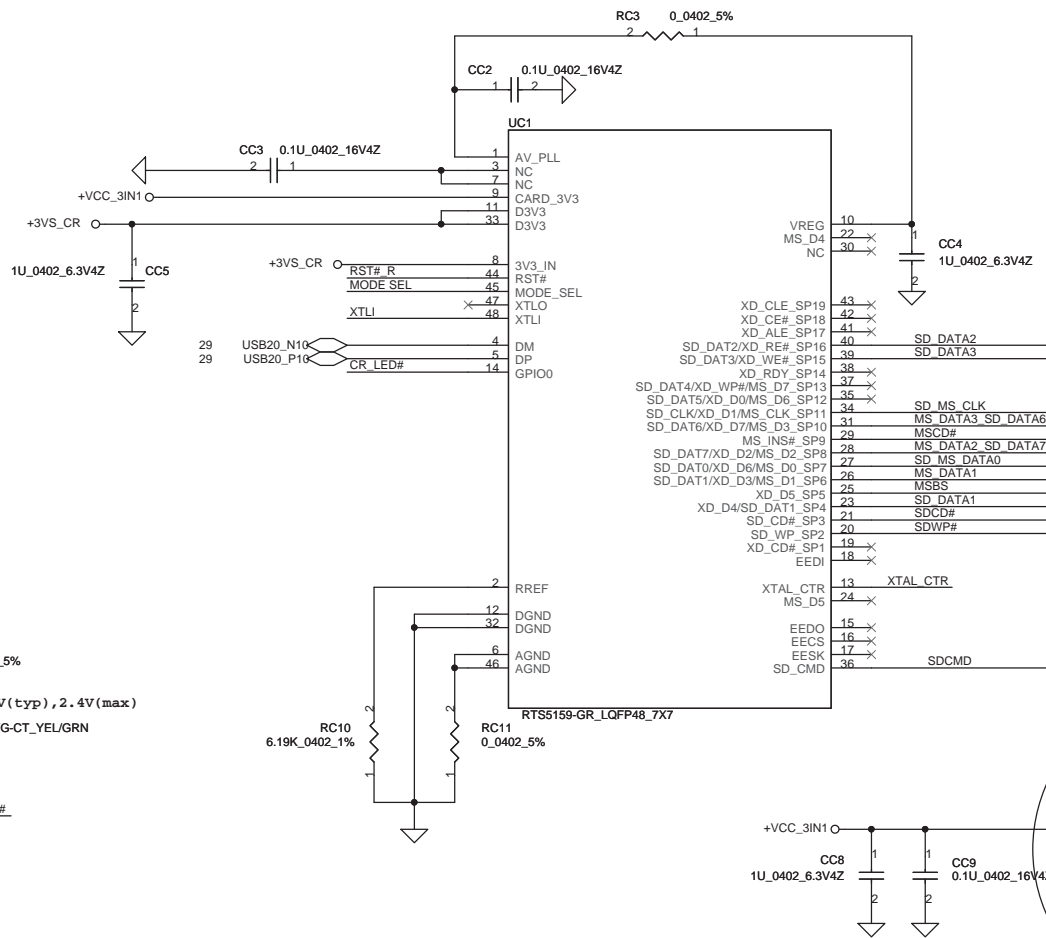 RC3 0_0402_5%
2 1
CC2 0.1U_0402_16V4Z
1 2
UC1
CC3 0.1U_0402_16V4Z
2 1
+VCC_3IN1
+3VS_CR
1U_0402_6.3V4Z CC5
1
2
+3VS_CR
RST#_R
MODE SEL
XTLI
29 USB20_N10
29 USB20_P10
CR_LED#
1 AV_PLL
3 NC
7 NC
9 CARD_3V3
11 D3V3
33 D3V3
8 3V3_IN
44 RST#
45 MODE_SEL
47 XTLO
48 XTLI
4 DM
5 DP
14 GPIO0
2 RREF
12 DGND
32 DGND
6 AGND
46 AGND
VREG 10
MS_D4 22
NC 30
CC4
1U_0402_6.3V4Z
1
2
XD_CLE_SP19 43
XD_CE#_SP18 42
XD_ALE_SP17 41
SD_DAT2/XD_RE#_SP16 40 SD_DATA2
SD_DAT3/XD_WE#_SP15 39 SD_DATA3
XD_RDY_SP14 38
SD_DAT4/XD_WP#/MS_D7_SP13 37
SD_DAT5/XD_D0/MS_D6_SP12 35
SD_CLK/XD_D1/MS_CLK_SP11 34 SD_MS_CLK
SD_DAT6/XD_D7/MS_D3_SP10 31 MS_DATA3_SD_DATA6
MS_INS#_SP9 29 MSCD#
SD_DAT7/XD_D2/MS_D2_SP8 28 MS_DATA2_SD_DATA7
SD_DAT0/XD_D6/MS_D0_SP7 27 SD_MS_DATA0
SD_DAT1/XD_D3/MS_D1_SP6 26 MS_DATA1
XD_D5_SP5 25 MSBS
XD_D4/SD_DAT1_SP4 23 SD_DATA1
SD_CD#_SP3 21 SDCD#
SD_WP_SP2 20 SDWP#
XD_CD#_SP1 19
EEDI 18
XTAL_CTR 13 XTAL_CTR
MS_D5 24
EEDO 15
EECS 16
EESK 17
SD_CMD 36 SDCMD
RTS5159-GR_LQFP48_7X7
_5%
V(typ),2.4V(max)
G-CT_YEL/GRN
#
RC10
6.19K_0402_1%
2
1
RC11
0_0402_5%
2
1
+VCC_3IN1
CC8
1U_0402_6.3V4Z
1
2
CC9
0.1U_0402_16V4Z
1
2